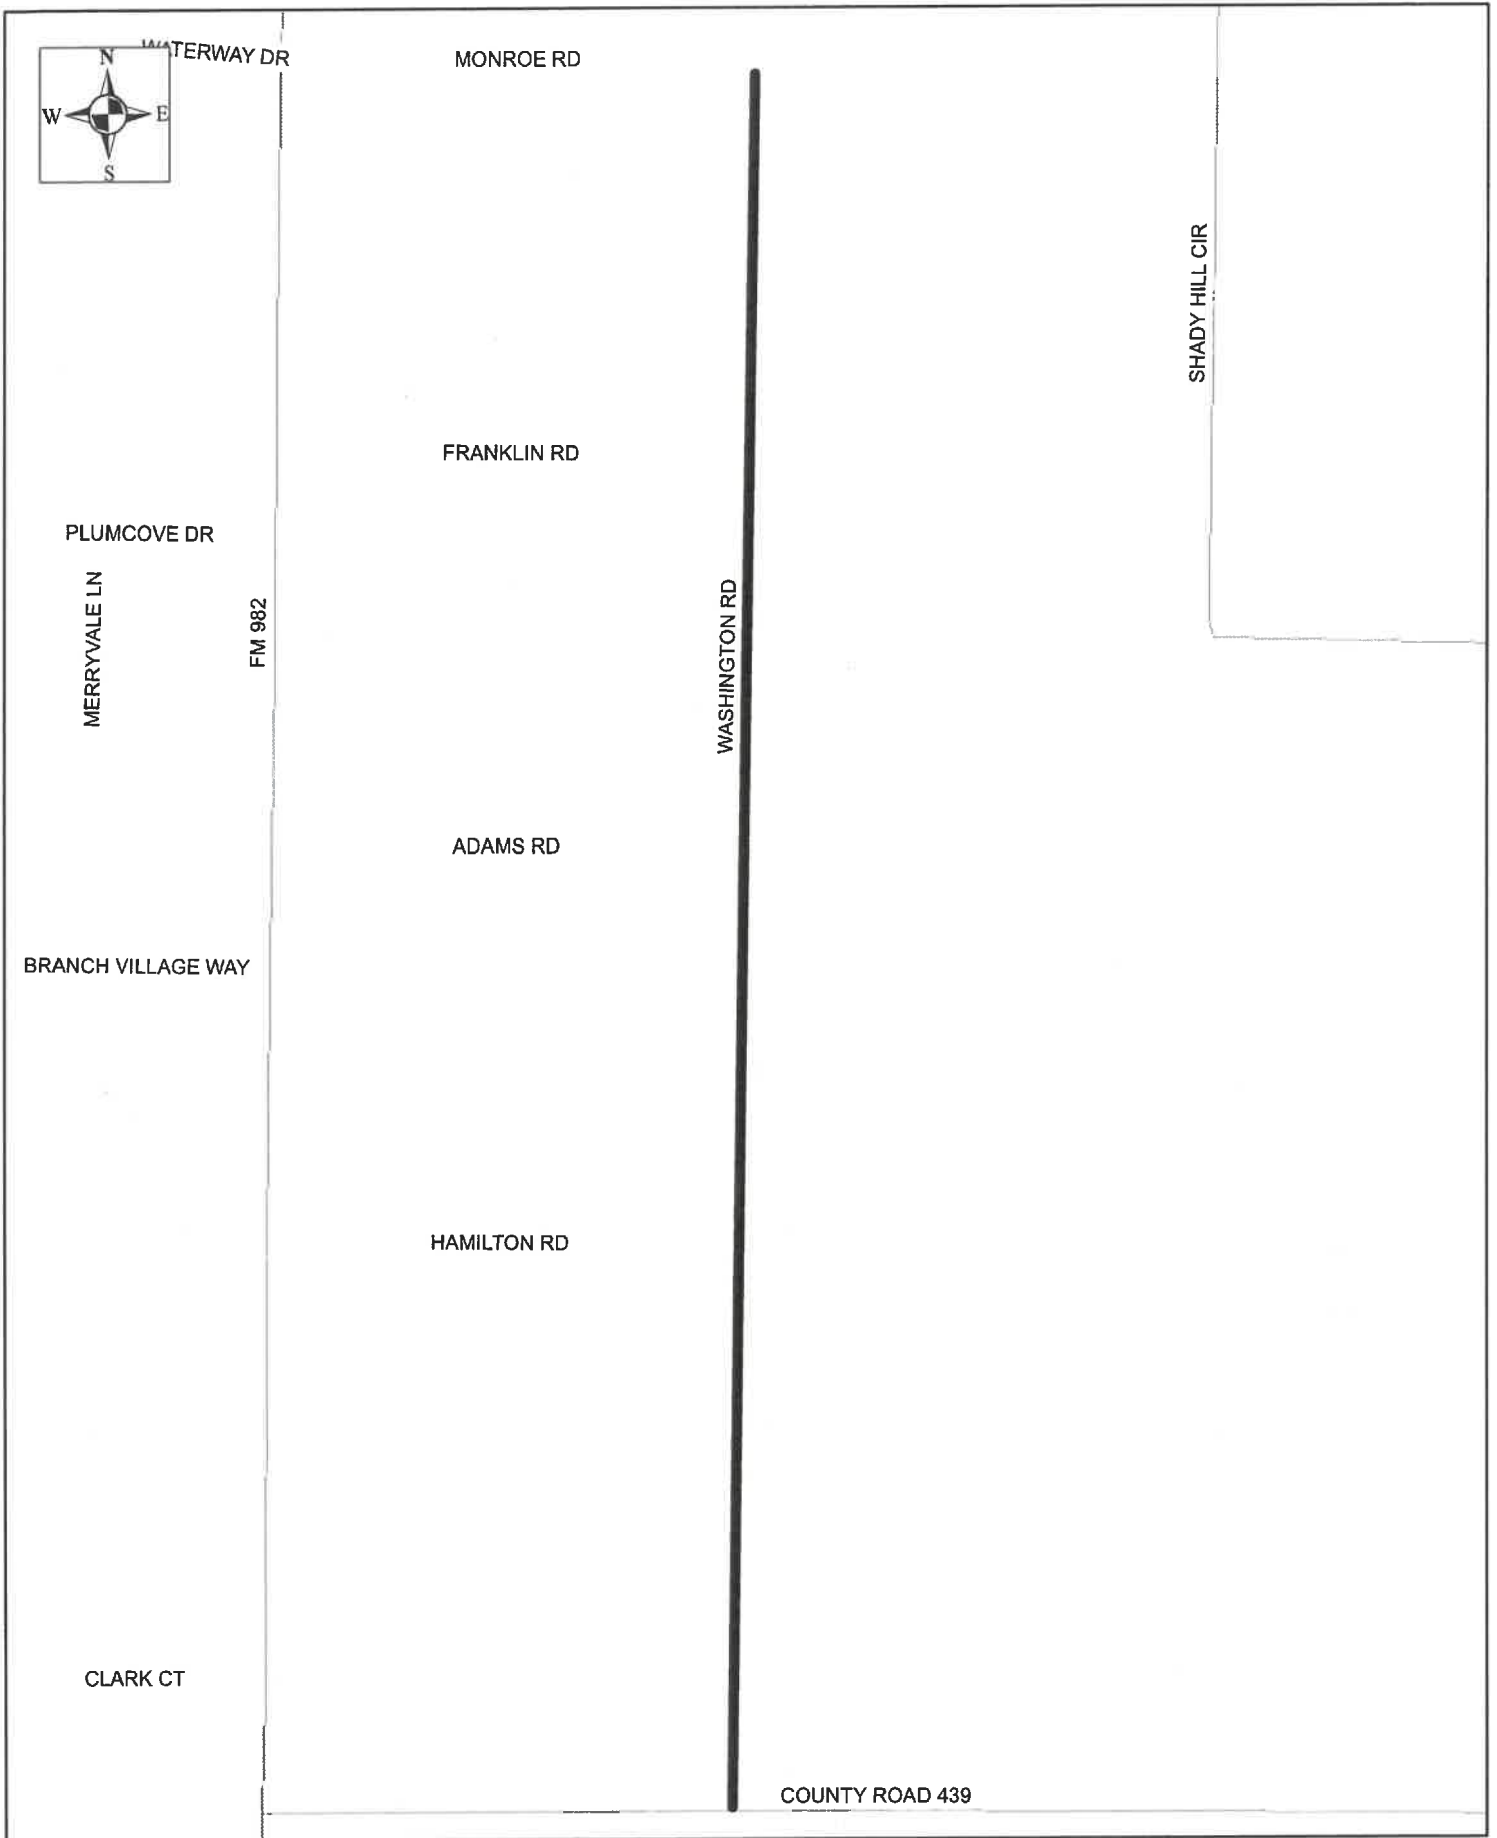 WATERWAY DR
MONROE RD
N
W
E
S
SHADY HILL CIR
FRANKLIN RD
PLUMCOVE DR
MERRYVALE LN
FM 982
WASHINGTON RD
ADAMS RD
BRANCH VILLAGE WAY
HAMILTON RD
CLARK CT
COUNTY ROAD 439